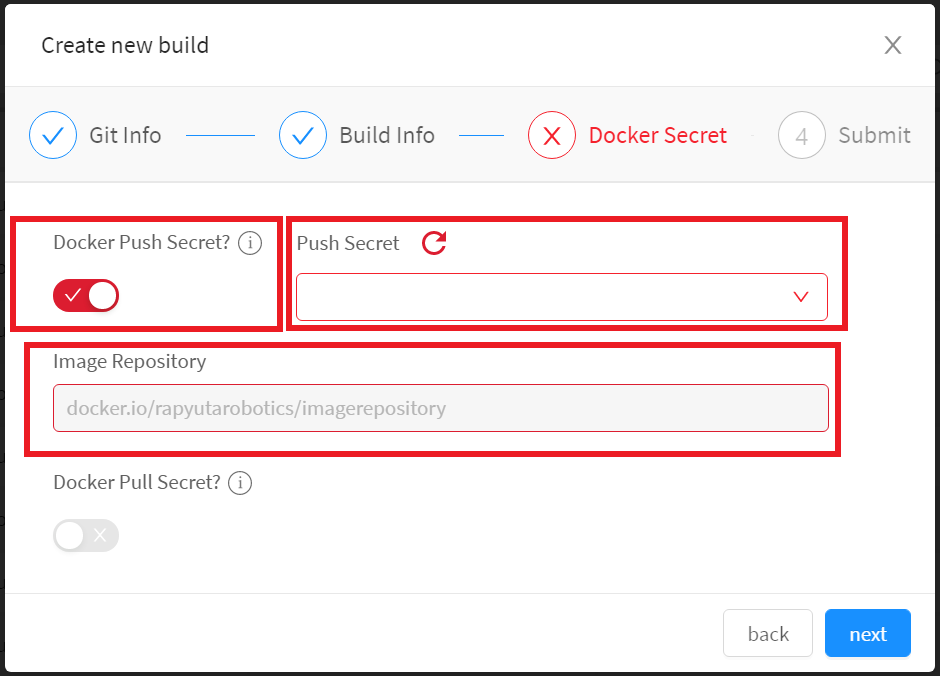 Create new build
Git Info
Build Info
Docker Secret
4 Submit
Docker Push Secret?
Push Secret
Image Repository
docker.io/rapyutarobotics/imagerepository
Docker Pull Secret?
back
next